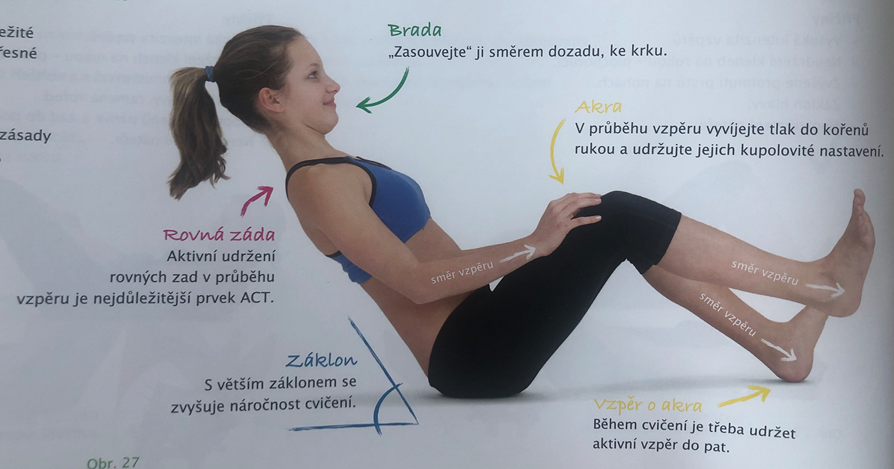 řesné
zásady
Brada
„Zasouvejte“ ji směrem dozadu, ke krku.
Akra
V průběhu vzpěru vyvíjejte tlak do kořenů
rukou a udržujte jejich kupolovité nastavení.
Rovná záda
Aktivní udržení
rovných zad v průběhu
vzpěru je nejdůležitější prvek ACT.
směr vzpěru
směr vzpěru
směr vzpěru
Záklon
S větším záklonem se
zvyšuje náročnost cvičení.
Vzpěr o akra
Během cvičení je třeba udržet
aktivní vzpěr do pat.
Obr. 27